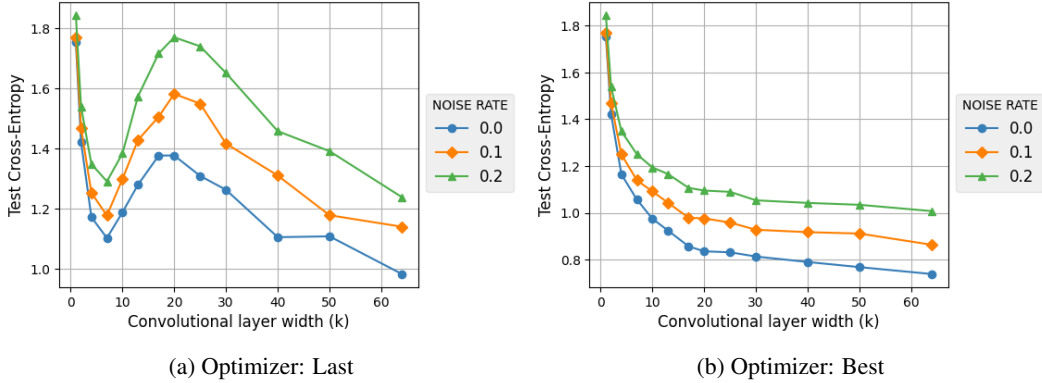 1.8
1.6
1.4
1.2
1.0
0 10 20 30 40 50 60
Test Cross-Entropy
Convolutional layer width (k)
NOISE RATE
0.0
0.1
0.2
(a) Optimizer: Last
1.8
1.6
1.4
1.2
1.0
0.8
0 10 20 30 40 50 60
Test Cross-Entropy
Convolutional layer width (k)
NOISE RATE
0.0
0.1
0.2
(b) Optimizer: Best